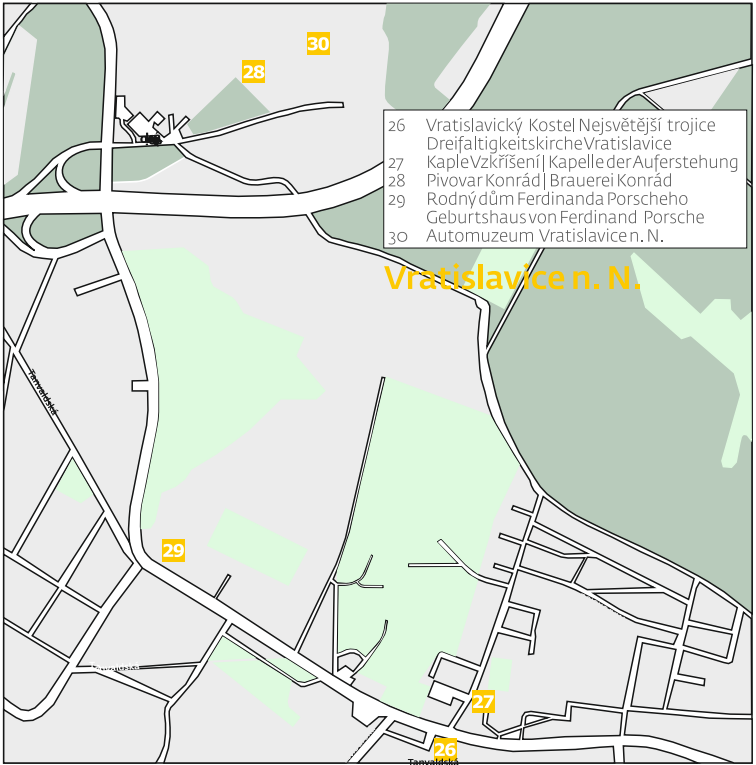 30
28
26 Vratislavický Kostel Nejsvětější trojice
Dreifaltigkeitskirche Vratislavice
27 Kaple Vzkříšení | Kapelle der Auferstehung
28 Pivovar Konrád | Brauerei Konrád
29 Rodný dům Ferdinanda Porscheho
Geburtshaus von Ferdinand Porsche
30 Automuzeum Vratislavice n. N.
Vratislavice n. N.
Tanvaldská
29
27
26
Tanvaldská